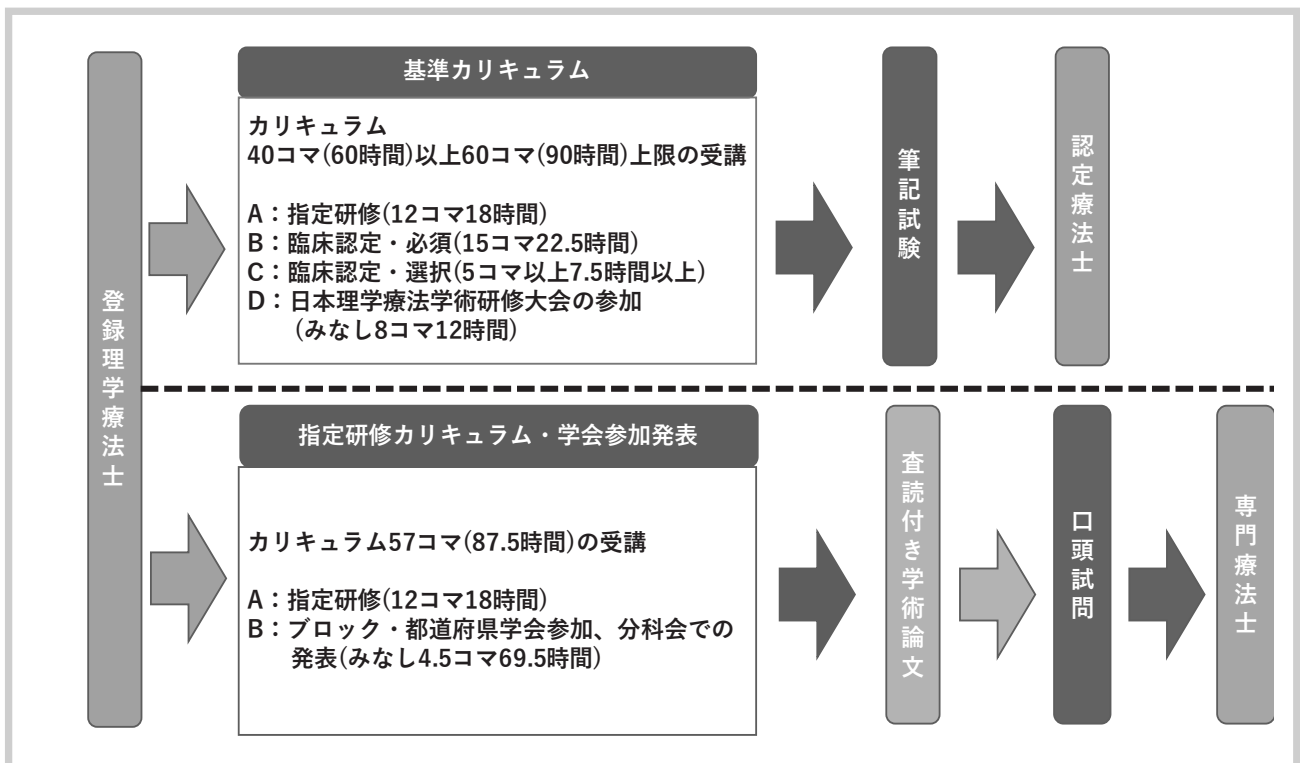 登録理学療法士
基準カリキュラム
カリキュラム
40コマ(60時間)以上60コマ(90時間)上限の受講
A：指定研修(12コマ18時間)
B：臨床認定・必須(15コマ22.5時間)
C：臨床認定・選択(5コマ以上7.5時間以上)
D：日本理学療法学術研修大会の参加
(みなし8コマ12時間)
筆記試験
認定療法士
指定研修カリキュラム・学会参加発表
カリキュラム57コマ(87.5時間)の受講
A：指定研修(12コマ18時間)
B：ブロック・都道府県学会参加、分科会での
発表(みなし4.5コマ69.5時間)
査読付き学術論文
口頭試問
専門療法士